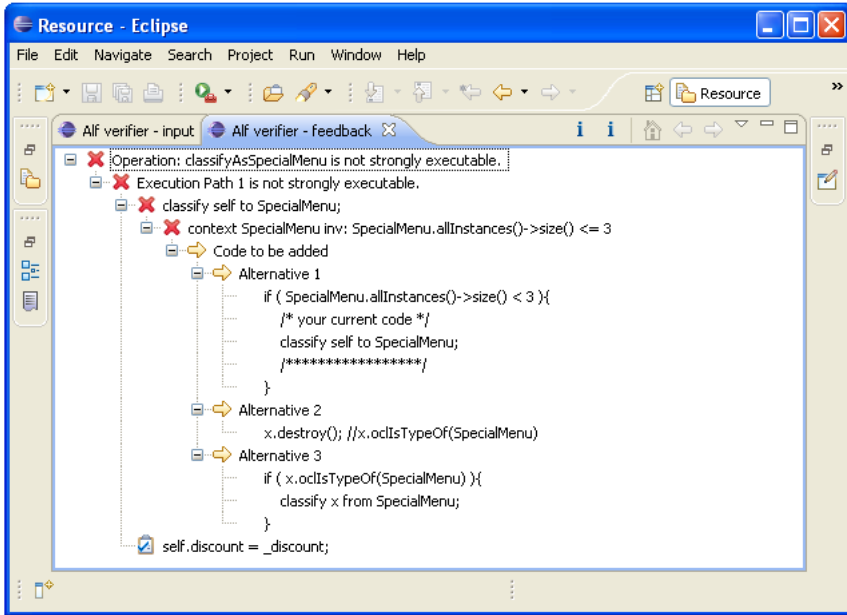 Resource - Eclipse
File Edit Navigate Search Project Run Window Help
Resource »
Alf verifier - input Alf verifier - feedback
Operation: classifyAsSpecialMenu is not strongly executable.
Execution Path 1 is not strongly executable.
classify self to SpecialMenu;
context SpecialMenu inv: SpecialMenu.allInstances()->size() <= 3
Code to be added
Alternative 1
if ( SpecialMenu.allInstances()->size() < 3 ){
/* your current code */
classify self to SpecialMenu;
/*****************/
}
Alternative 2
x.destroy(); //x.oclIsTypeOf(SpecialMenu)
Alternative 3
if ( x.oclIsTypeOf(SpecialMenu) ){
classify x from SpecialMenu;
}
self.discount = _discount;